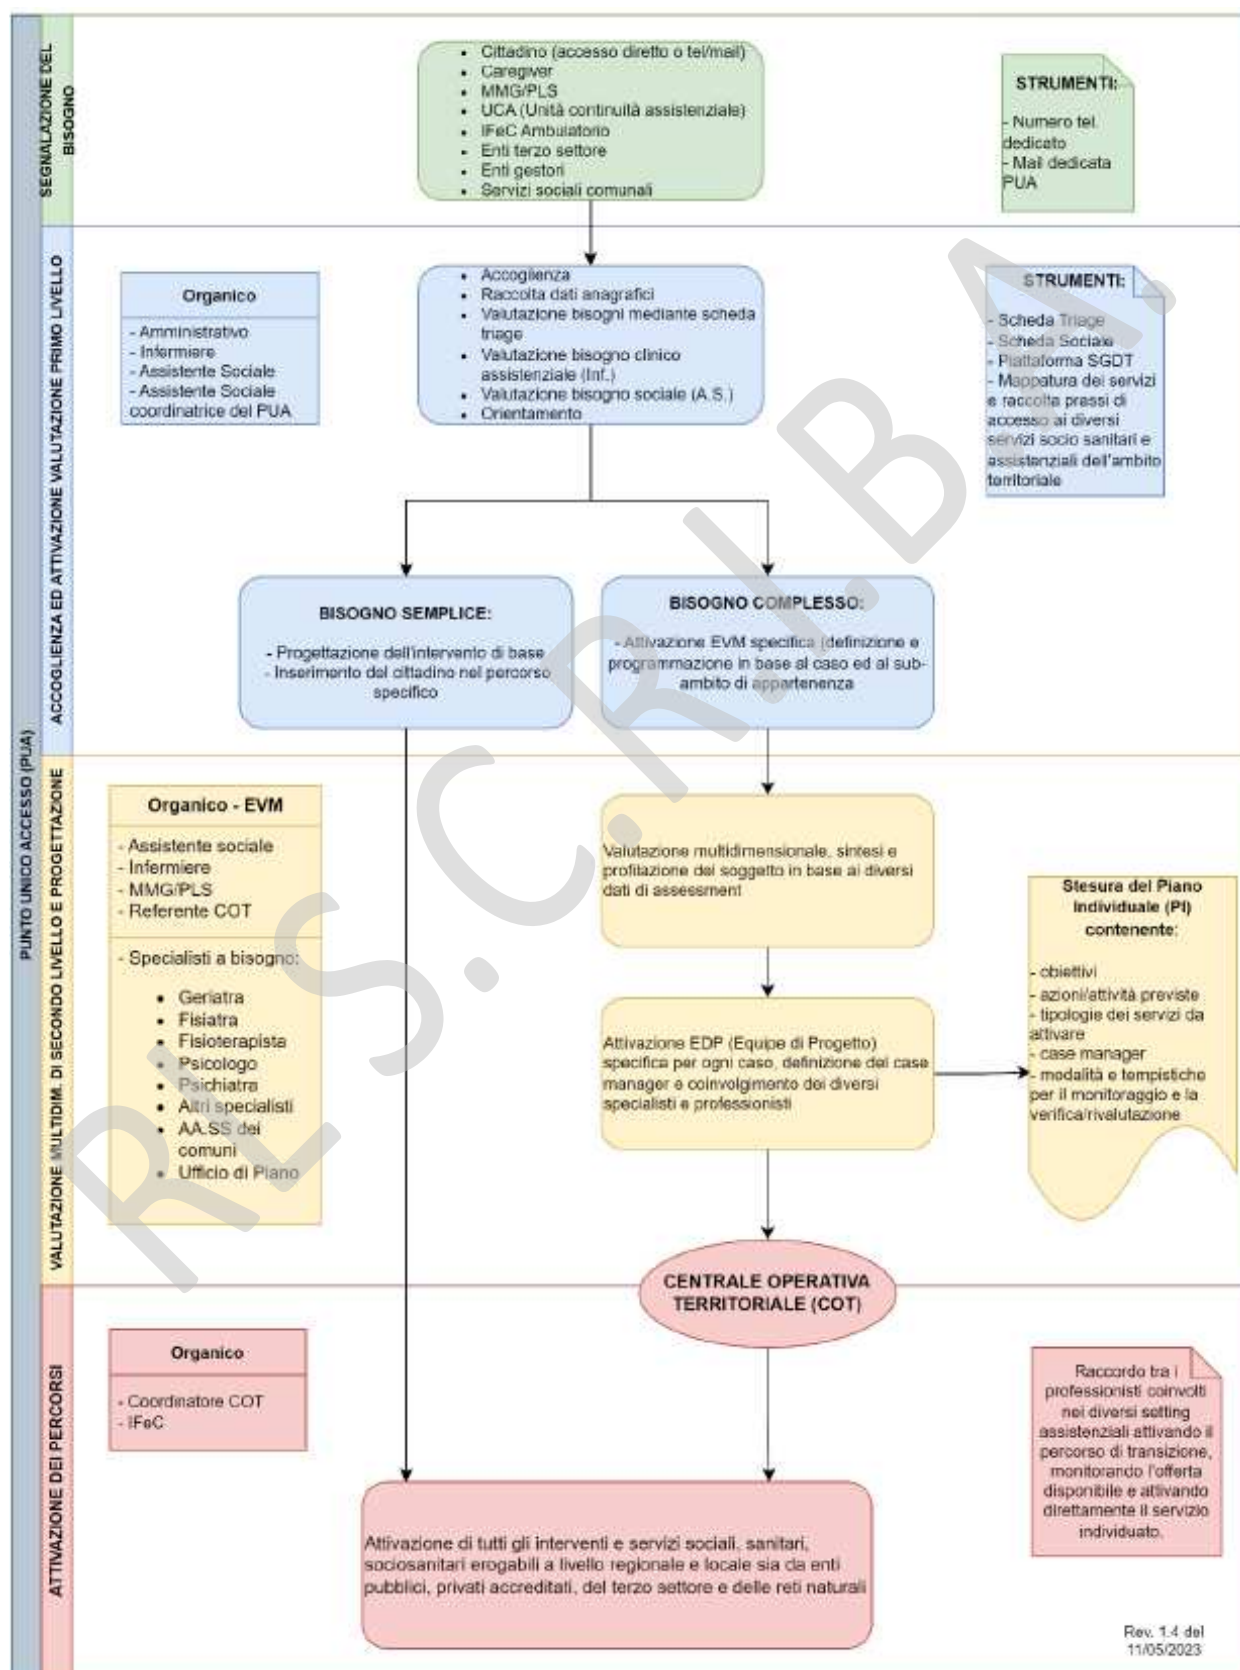 PUNTO UNICO ACCESSO (PUA)
SEGNALAZIONE DEL
BISOGNO
• Cittadino (accesso diretto o tel/mail)
• Caregiver
• MMG/PLS
• UCA (Unità continuità assistenziale)
• IFeC Ambulatorio
• Enti terzo settore
• Enti gestori
• Servizi sociali comunali
STRUMENTI:
- Numero tel.
dedicato
- Mail dedicata
PUA
ACCOGLIENZA ED ATTIVAZIONE VALUTAZIONE PRIMO LIVELLO
Organico
- Amministrativo
- Infermiere
- Assistente Sociale
- Assistente Sociale
coordinatrice del PUA
• Accoglienza
• Raccolta dati anagrafici
• Valutazione bisogni mediante scheda
triage
• Valutazione bisogno clinico
assistenziale (Inf.)
• Valutazione bisogno sociale (A.S.)
• Orientamento
STRUMENTI:
- Scheda Triage
- Scheda Sociale
- Piattaforma SGDT
- Mappatura dei servizi
e raccolta prassi di
accesso ai diversi
servizi socio sanitari e
assistenziali dell'ambito
territoriale
BISOGNO SEMPLICE:
- Progettazione dell'intervento di base
- Inserimento del cittadino nel percorso
specifico
BISOGNO COMPLESSO:
- Attivazione EVM specifica (definizione e
programmazione in base al caso ed al sub-
ambito di appartenenza
VALUTAZIONE MULTIDIM. DI SECONDO LIVELLO E PROGETTAZIONE
Organico - EVM
- Assistente sociale
- Infermiere
- MMG/PLS
- Referente COT
- Specialisti a bisogno:
• Geriatra
• Fisiatra
• Fisioterapista
• Psicologo
• Psichiatra
• Altri specialisti
• AA.SS dei
comuni
• Ufficio di Piano
Valutazione multidimensionale, sintesi e
profilazione del soggetto in base ai diversi
dati di assessment
Attivazione EDP (Equipe di Progetto)
specifica per ogni caso, definizione del case
manager e coinvolgimento dei diversi
specialisti e professionisti
Stesura del Piano
Individuale (PI)
contenente:
- obiettivi
- azioni/attività previste
- tipologie dei servizi da
attivare
- case manager
- modalità e tempistiche
per il monitoraggio e la
verifica/rivalutazione
CENTRALE OPERATIVA
TERRITORIALE (COT)
ATTIVAZIONE DEI PERCORSI
Organico
- Coordinatore COT
- IFeC
Raccordo tra i
professionisti coinvolti
nei diversi setting
assistenziali attivando il
percorso di transizione,
monitorando l'offerta
disponibile e attivando
direttamente il servizio
individuato.
Attivazione di tutti gli interventi e servizi sociali, sanitari,
sociosanitari erogabili a livello regionale e locale sia da enti
pubblici, privati accreditati, del terzo settore e delle reti naturali
Rev. 1.4 del
11/05/2023
RLS.C.R.I.B.A.